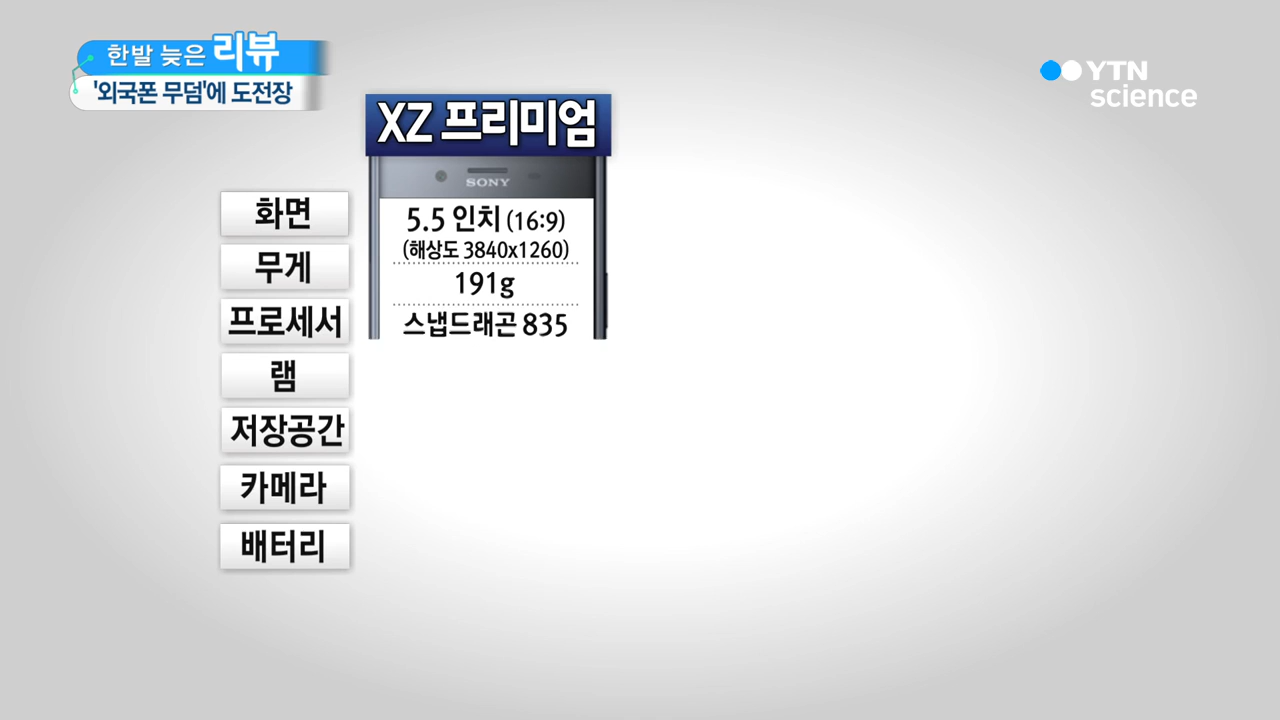 한발 늦은 리뷰
'외국폰 무덤'에 도전장
YTN
science
XZ 프리미엄
SONY
화면
5.5 인치 (16:9)
(해상도 3840x1260)
무게
191g
프로세서
스냅드래곤 835
램
저장공간
카메라
배터리